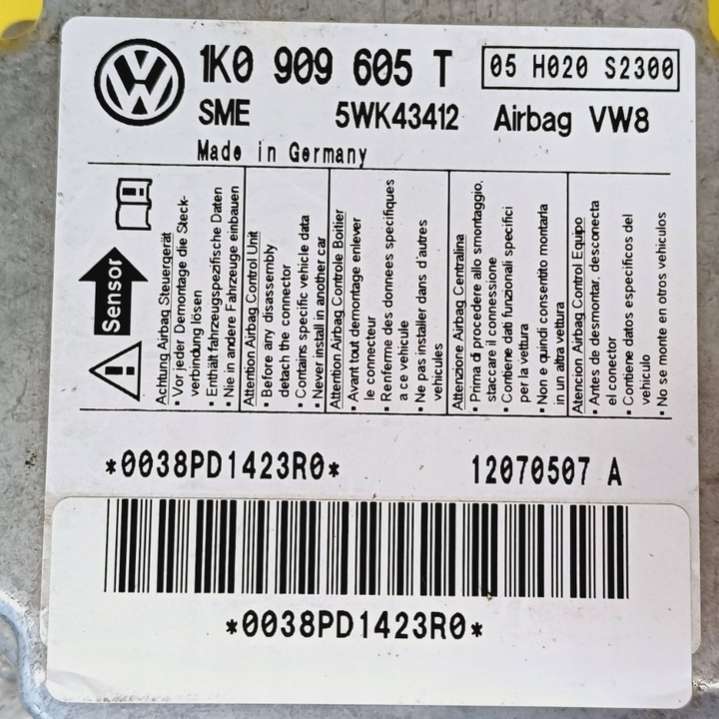 1K0 909 605 T
05 H020 S2300
SME
5WK43412
Airbag VW8
Made in Germany
Sensor
Achtung Airbag Steuergerät
• Vor jeder Demontage die Steck-
verbindung lösen
• Enthält fahrzeugspezifische Daten
• Nie in andere Fahrzeuge einbauen
Attention Airbag Control Unit
• Before any disassembly
detach the connector
• Contains specific vehicle data
• Never install in another car
Attention Airbag Controle Boitier
• Avant tout demontage enlever
le connecteur
• Renferme des donnees specifiques
a ce vehicule
• Ne pas installer dans d'autres
vehicules
Attenzione Airbag Centralina
• Prima di procedere allo smontaggio,
staccare il connessione
• Contiene dati funzionali specifici
per la vettura
• Non e quindi consentito montarla
in un altra vettura
Atencion Airbag Control Equipo
• Antes de desmontar, desconecta
el conector
• Contiene datos especificos del
vehiculo
• No se monte en otros vehiculos
*0038PD1423R0*
12070507 A
*0038PD1423R0*